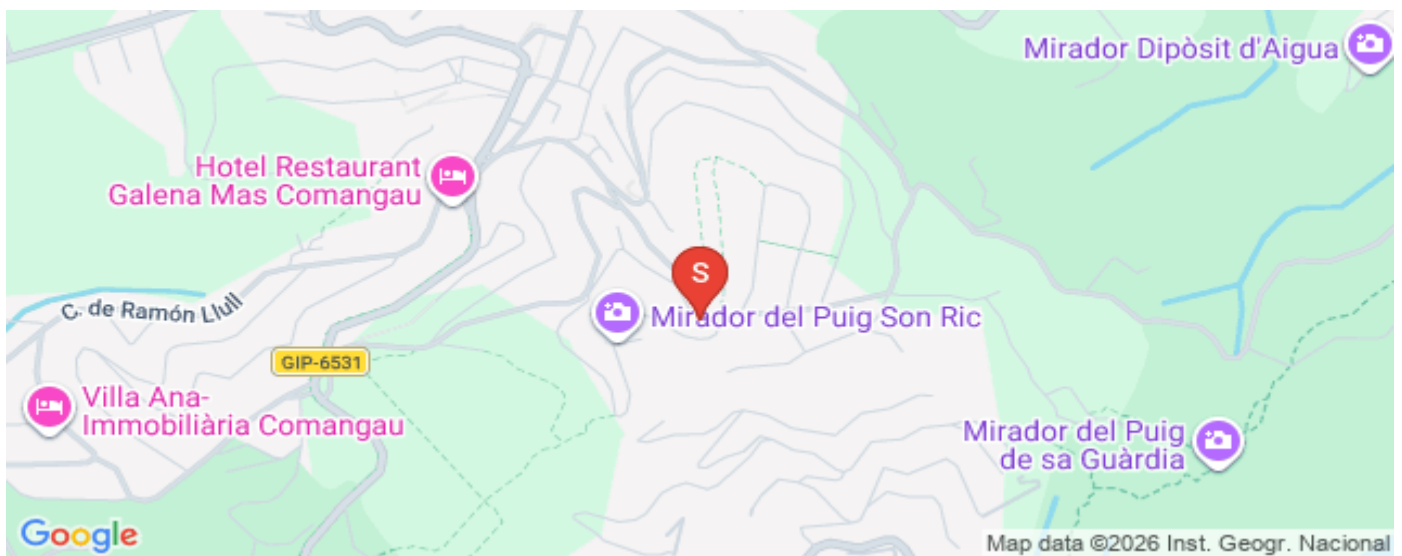 Mirador Dipòsit d'Aigua
Hotel Restaurant
Galena Mas Comangau
S
C. de Ramón Llull
Mirador del Puig Son Ric
GIP-6531
Villa Ana-
Immobiliària Comangau
Mirador del Puig
de sa Guàrdia
Google
Map data ©2026 Inst. Geogr. Nacional